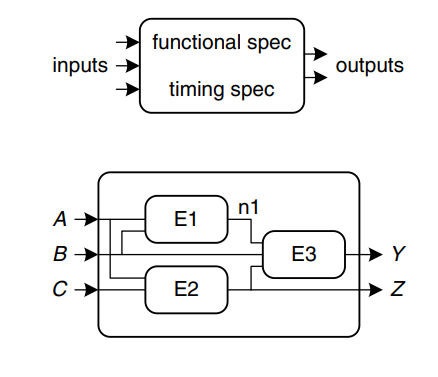 functional spec
inputs
outputs
timing spec
n1
A
E1
B
E3
Y
C
E2
Z